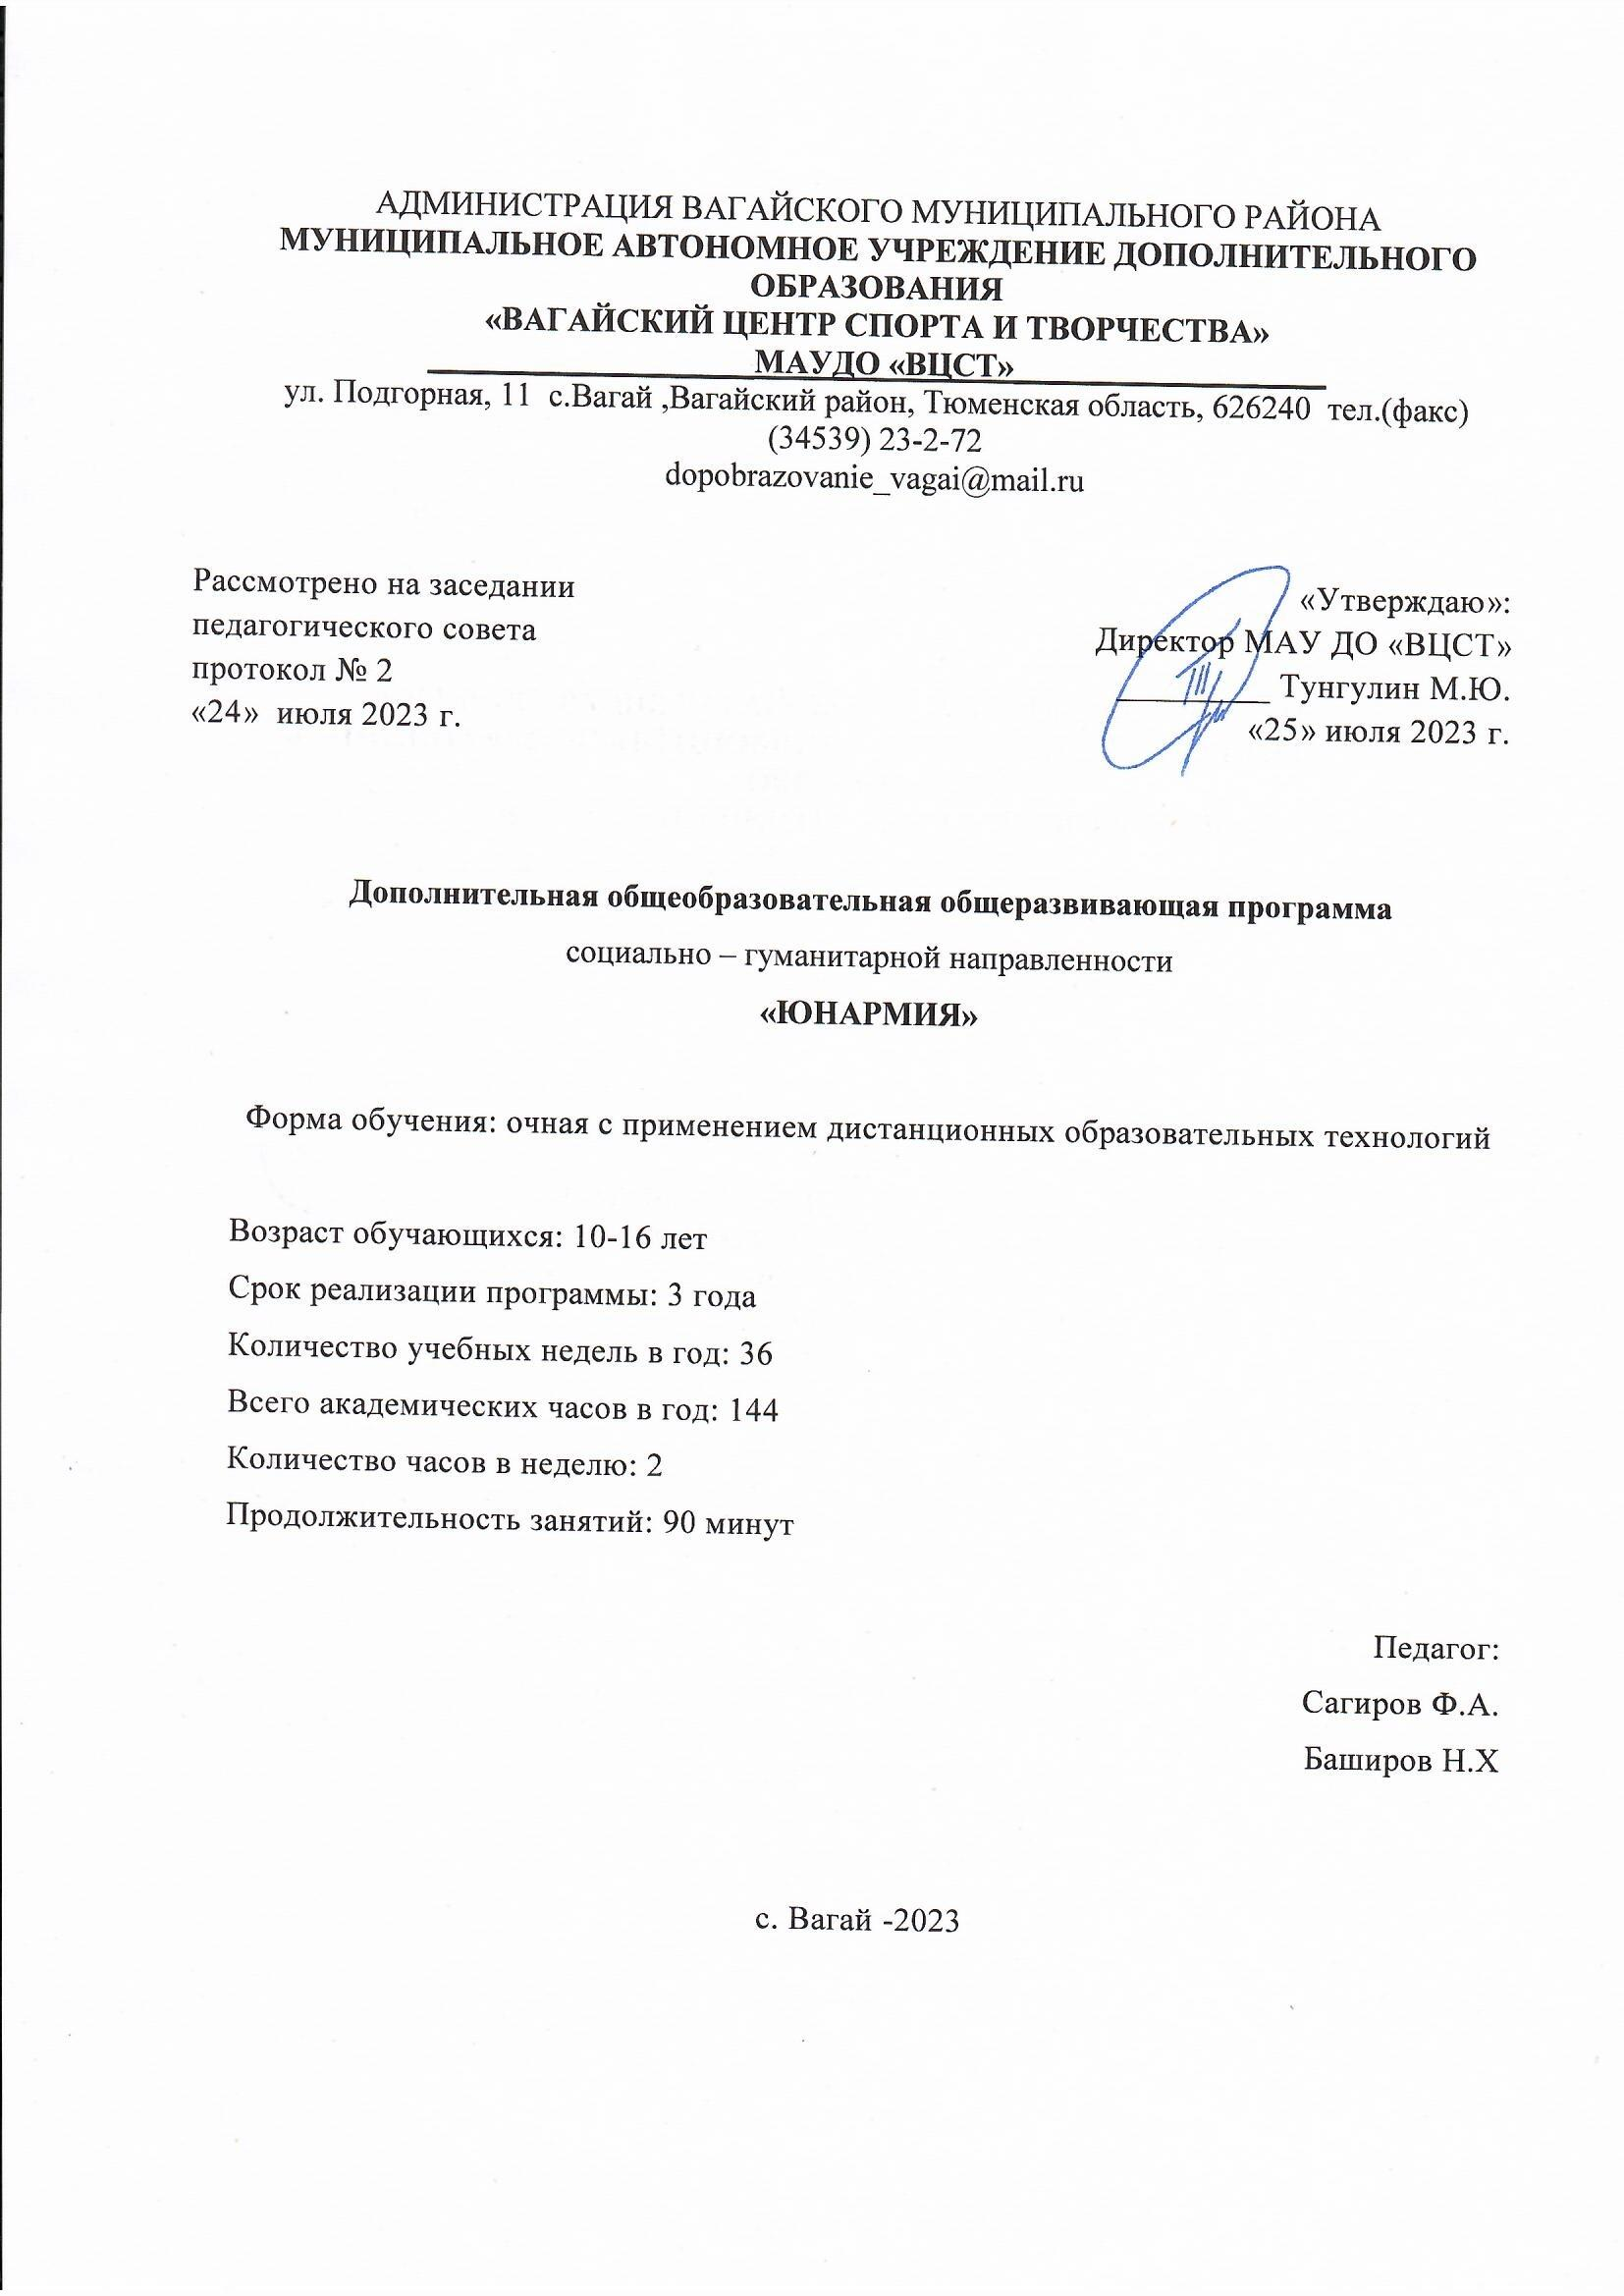 АДМИНИСТРАЦИЯ ВАГАЙСКОГО МУНИЦИПАЛЬНОГО РАЙОНА
МУНИЦИПАЛЬНОЕ АВТОНОМНОЕ УЧРЕЖДЕНИЕ ДОПОЛНИТЕЛЬНОГО
ОБРАЗОВАНИЯ
«ВАГАЙСКИЙ ЦЕНТР СПОРТА И ТВОРЧЕСТВА»
МАУДО «ВЦСТ»
ул. Подгорная, 11  с.Вагай ,Вагайский район, Тюменская область, 626240  тел.(факс)
(34539) 23-2-72
dopobrazovanie_vagai@mail.ru
Рассмотрено на заседании
педагогического совета
протокол № 2
«24»  июля 2023 г.
«Утверждаю»:
Директор МАУ ДО «ВЦСТ»
_________ Тунгулин М.Ю.
«25» июля 2023 г.
Дополнительная общеобразовательная общеразвивающая программа
социально – гуманитарной направленности
«ЮНАРМИЯ»
Форма обучения: очная с применением дистанционных образовательных технологий
Возраст обучающихся: 10-16 лет
Срок реализации программы: 3 года
Количество учебных недель в год: 36
Всего академических часов в год: 144
Количество часов в неделю: 2
Продолжительность занятий: 90 минут
Педагог:
Сагиров Ф.А.
Баширов Н.Х
с. Вагай -2023